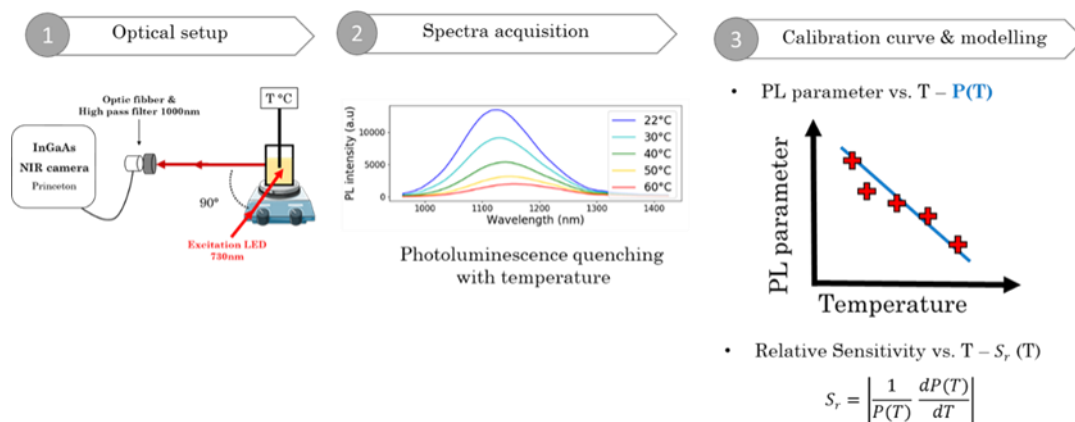 1 Optical setup
Optic fibber &
High pass filter 1000nm
T °C
InGaAs
NIR camera
Princeton
90°
Excitation LED
730nm
2 Spectra acquisition
PL intensity (a.u)
10000
5000
0
22°C
30°C
40°C
50°C
60°C
1000 1100 1200 1300 1400
Wavelength (nm)
Photoluminescence quenching
with temperature
3 Calibration curve & modelling
• PL parameter vs. T – P(T)
PL parameter
Temperature
• Relative Sensitivity vs. T – Sᵣ (T)
Sᵣ = |1/P(T) dP(T)/dT|